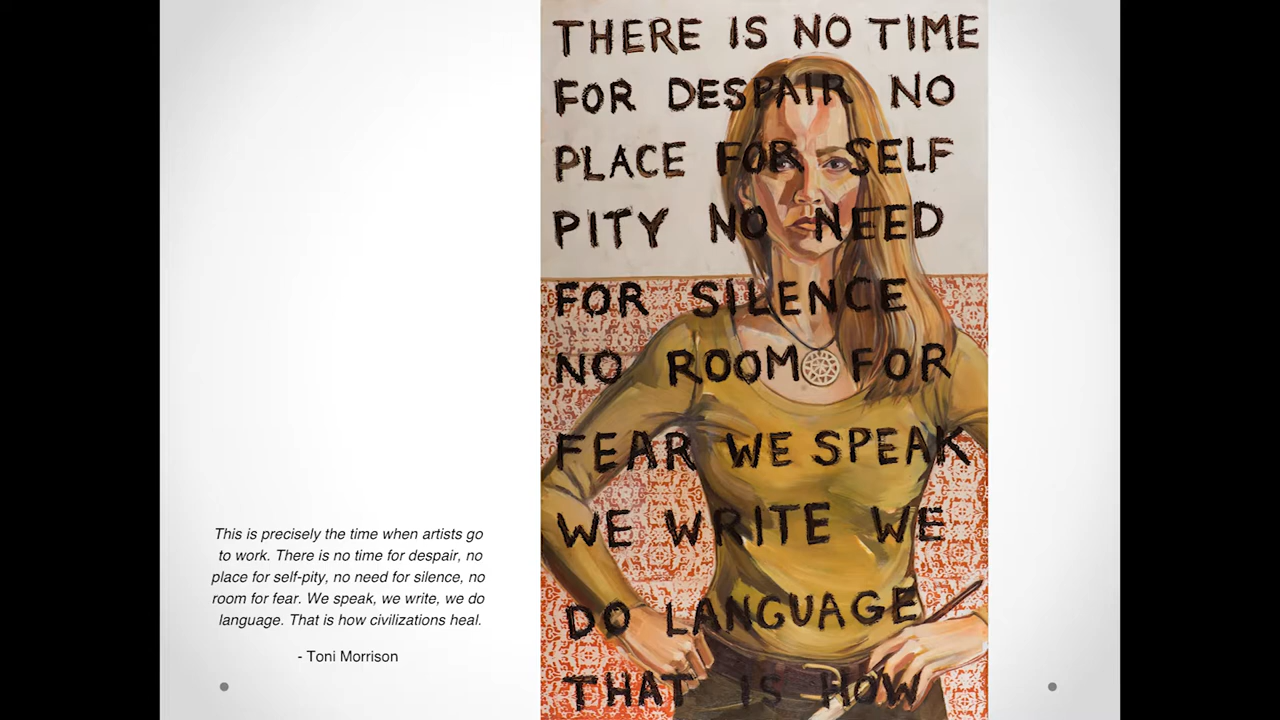 THERE IS NO TIME
FOR DESPAIR NO
PLACE FOR SELF
PITY NO NEED
FOR SILENCE
NO ROOM FOR
FEAR WE SPEAK
WE WRITE WE
DO LANGUAGE
THAT IS HOW
This is precisely the time when artists go
to work. There is no time for despair, no
place for self-pity, no need for silence, no
room for fear. We speak, we write, we do
language. That is how civilizations heal.
- Toni Morrison